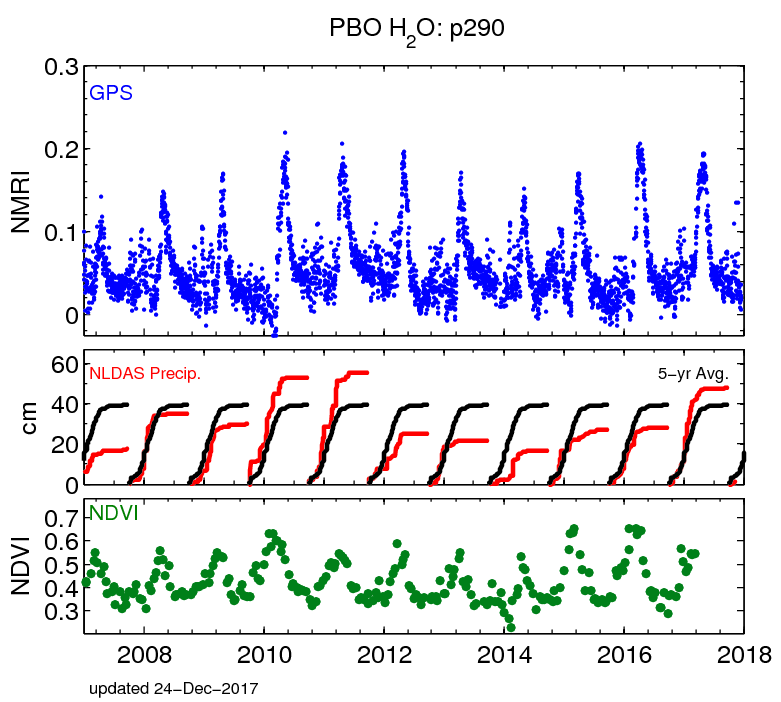 PBO H2O: p290
0.3
GPS
0.2
NMRI
0.1
0
60
NLDAS Precip.
5-yr Avg.
40
cm
20
0
0.7
NDVI
0.6
NDVI
0.5
0.4
0.3
2008 2010 2012 2014 2016 2018
updated 24-Dec-2017